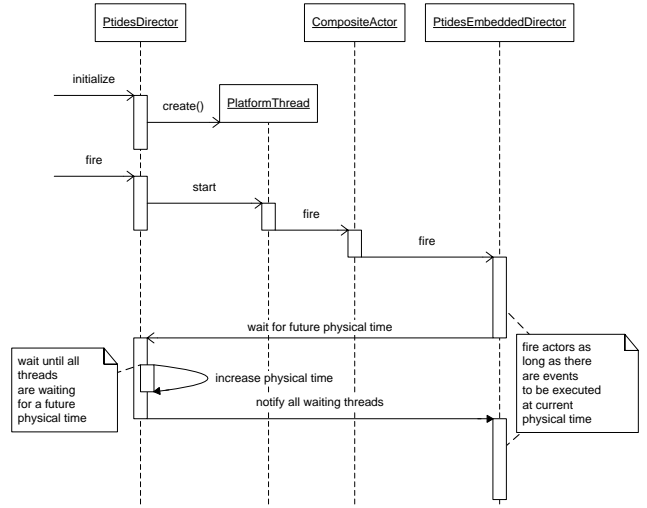 PtidesDirector
CompositeActor
PtidesEmbeddedDirector
initialize
create()
PlatformThread
fire
start
fire
fire
wait for future physical time
wait until all
threads
are waiting
for a future
physical time
increase physical time
notify all waiting threads
fire actors as
long as there
are events
to be executed
at current
physical time